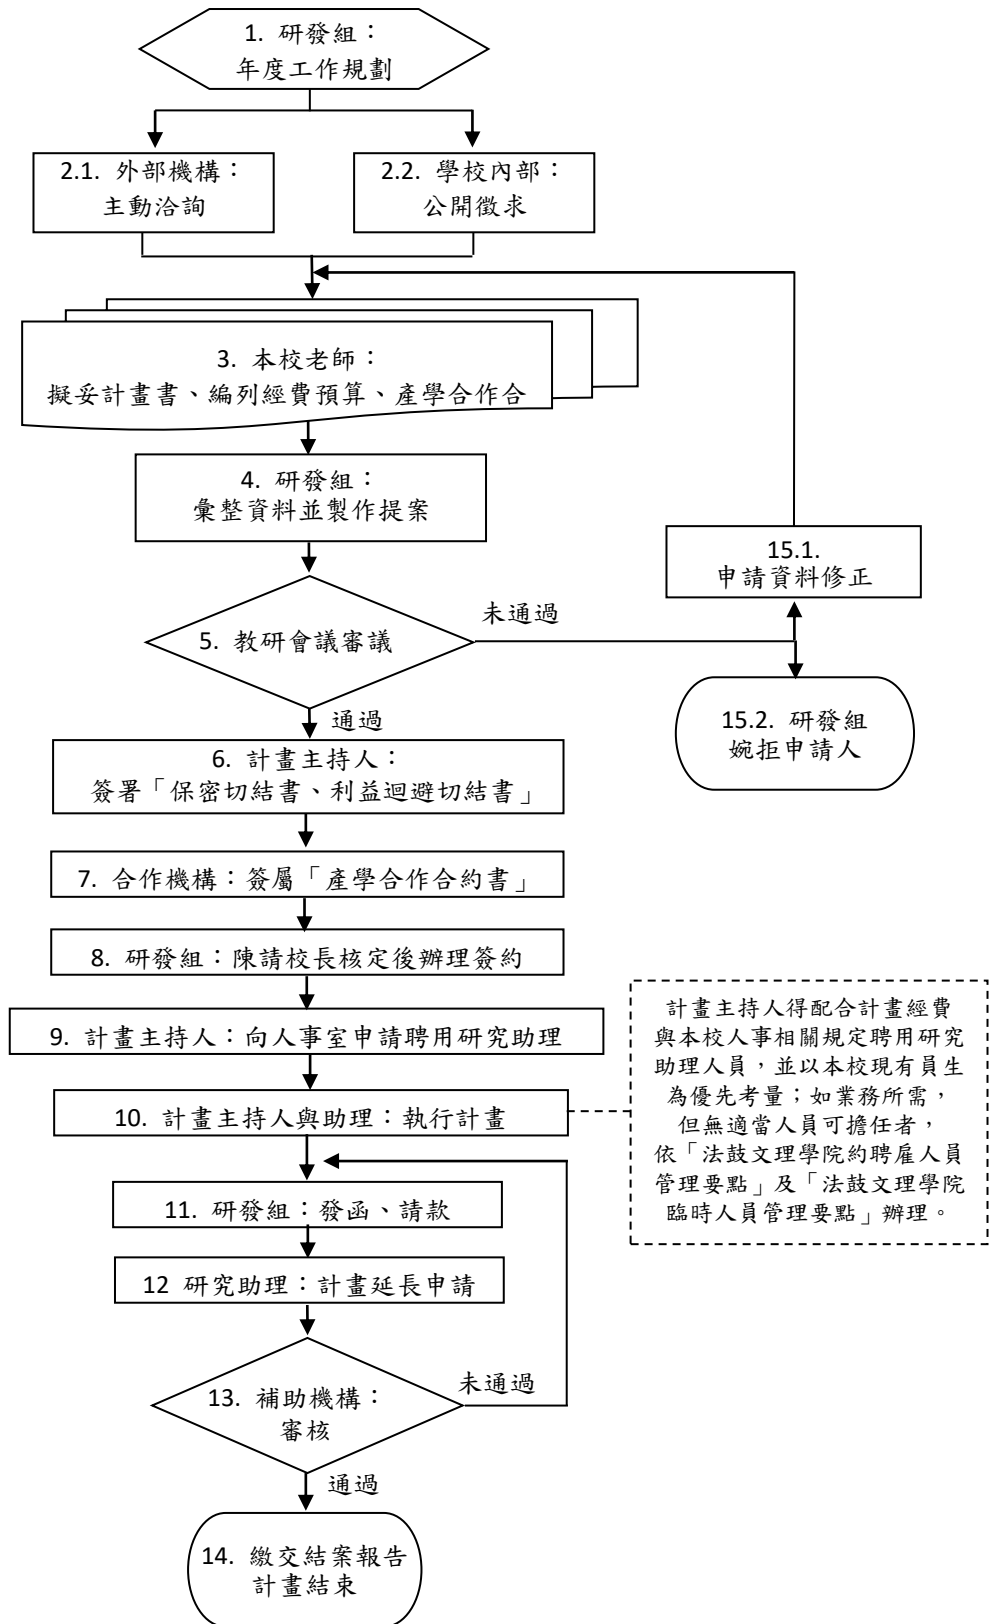 1. 研發組：
年度工作規劃
2.1. 外部機構：
主動洽詢
2.2. 學校內部：
公開徵求
3. 本校老師：
擬妥計畫書、編列經費預算、產學合作合
4. 研發組：
彙整資料並製作提案
15.1.
申請資料修正
5. 教研會議審議
未通過
通過
15.2. 研發組
婉拒申請人
6. 計畫主持人：
簽署「保密切結書、利益迴避切結書」
7. 合作機構：簽屬「產學合作合約書」
8. 研發組：陳請校長核定後辦理簽約
9. 計畫主持人：向人事室申請聘用研究助理
10. 計畫主持人與助理：執行計畫
計畫主持人得配合計畫經費
與本校人事相關規定聘用研究
助理人員，並以本校現有員生
為優先考量；如業務所需，
但無適當人員可擔任者，
依「法鼓文理學院約聘雇人員
管理要點」及「法鼓文理學院
臨時人員管理要點」辦理。
11. 研發組：發函、請款
12 研究助理：計畫延長申請
13. 補助機構：
審核
未通過
通過
14. 繳交結案報告
計畫結束